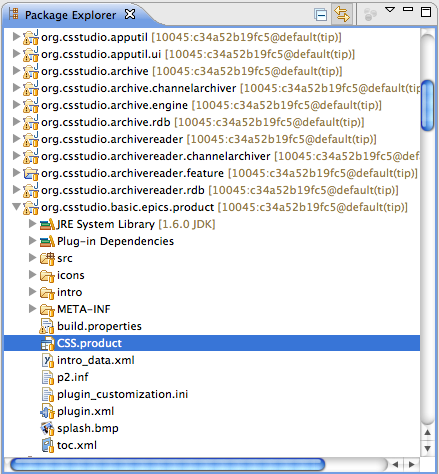 Package Explorer
org.csstudio.apputil [10045:c34a52b19fc5@default(tip)]
org.csstudio.apputil.ui [10045:c34a52b19fc5@default(tip)]
org.csstudio.archive [10045:c34a52b19fc5@default(tip)]
org.csstudio.archive.channelarchiver [10045:c34a52b19fc5@default(tip)]
org.csstudio.archive.engine [10045:c34a52b19fc5@default(tip)]
org.csstudio.archive.rdb [10045:c34a52b19fc5@default(tip)]
org.csstudio.archivereader [10045:c34a52b19fc5@default(tip)]
org.csstudio.archivereader.channelarchiver [10045:c34a52b19fc5@default(tip)]
org.csstudio.archivereader.feature [10045:c34a52b19fc5@default(tip)]
org.csstudio.archivereader.rdb [10045:c34a52b19fc5@default(tip)]
org.csstudio.basic.epics.product [10045:c34a52b19fc5@default(tip)]
JRE System Library [1.6.0 JDK]
Plug-in Dependencies
src
icons
intro
META-INF
build.properties
CSS.product
intro_data.xml
p2.inf
plugin_customization.ini
plugin.xml
splash.bmp
toc.xml